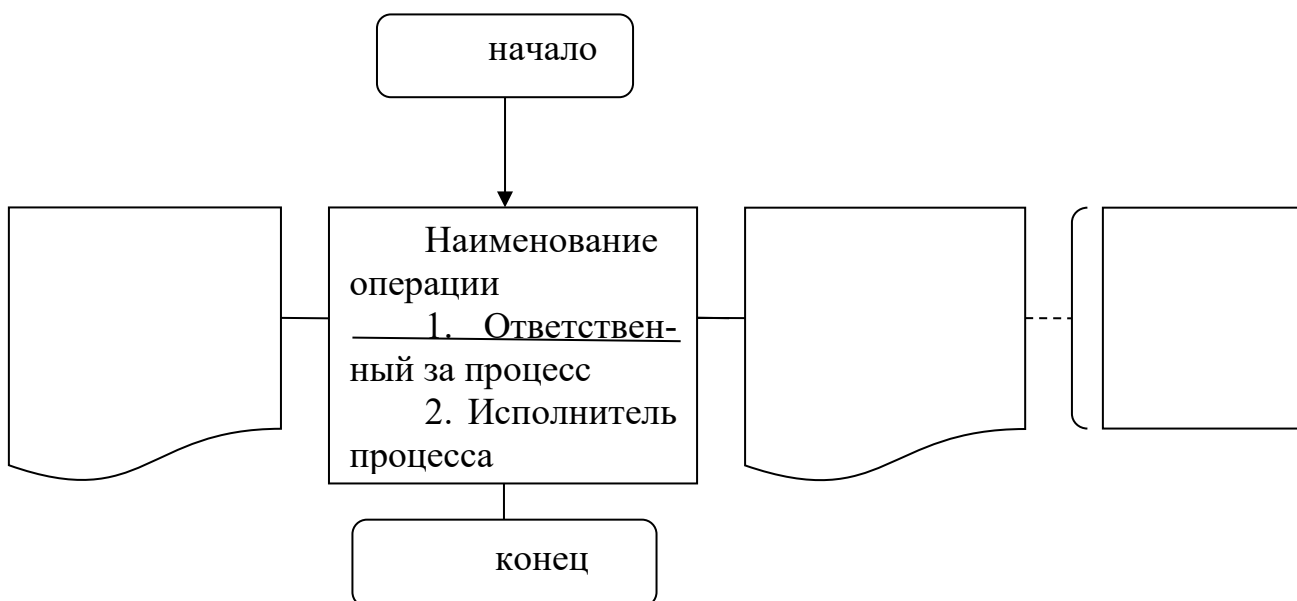 начало
Наименование
операции
1. Ответствен-
ный за процесс
2. Исполнитель
процесса
конец